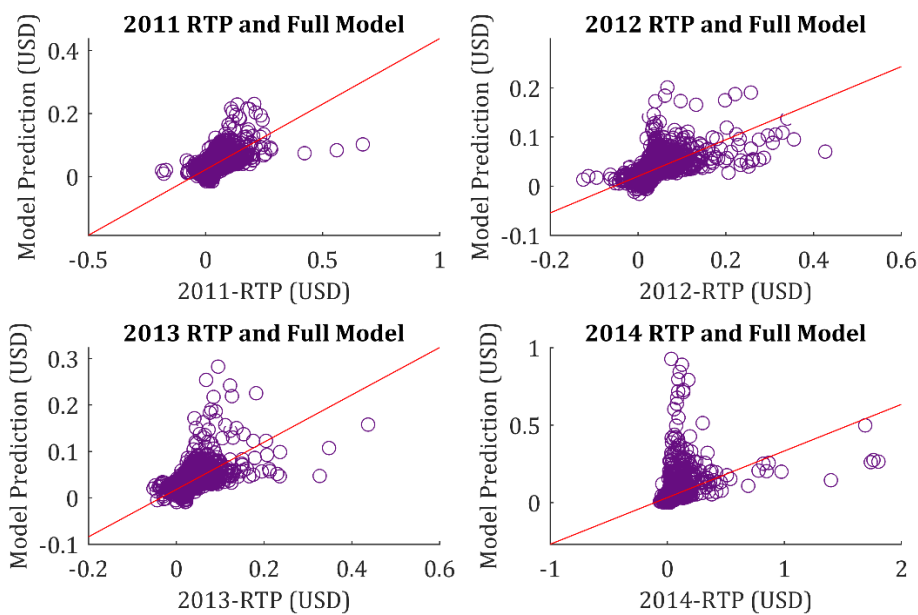 2011 RTP and Full Model
Model Prediction (USD)
0.4
0.2
0
-0.5
0
0.5
1
2011-RTP (USD)
2012 RTP and Full Model
Model Prediction (USD)
0.2
0.1
0
-0.1
-0.2
0
0.2
0.4
0.6
2012-RTP (USD)
2013 RTP and Full Model
Model Prediction (USD)
0.3
0.2
0.1
0
-0.1
-0.2
0
0.2
0.4
0.6
2013-RTP (USD)
2014 RTP and Full Model
Model Prediction (USD)
1
0.5
0
-1
0
1
2
2014-RTP (USD)